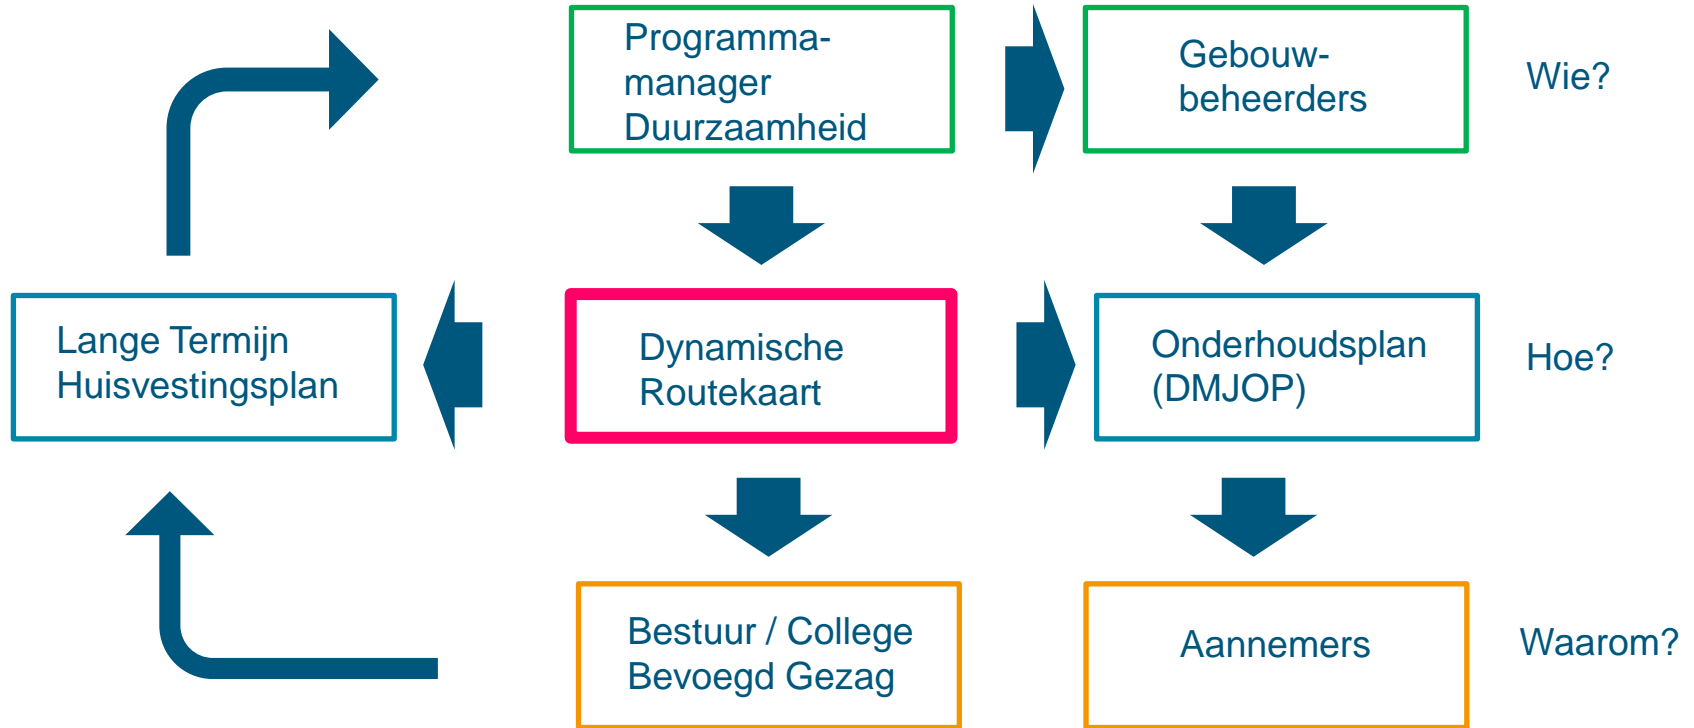 Programma-
manager
Duurzaamheid
Gebouw-
beheerders
Wie?
Lange Termijn
Huisvestingsplan
Dynamische
Routekaart
Onderhoudsplan
(DMJOP)
Hoe?
Bestuur / College
Bevoegd Gezag
Aannemers
Waarom?